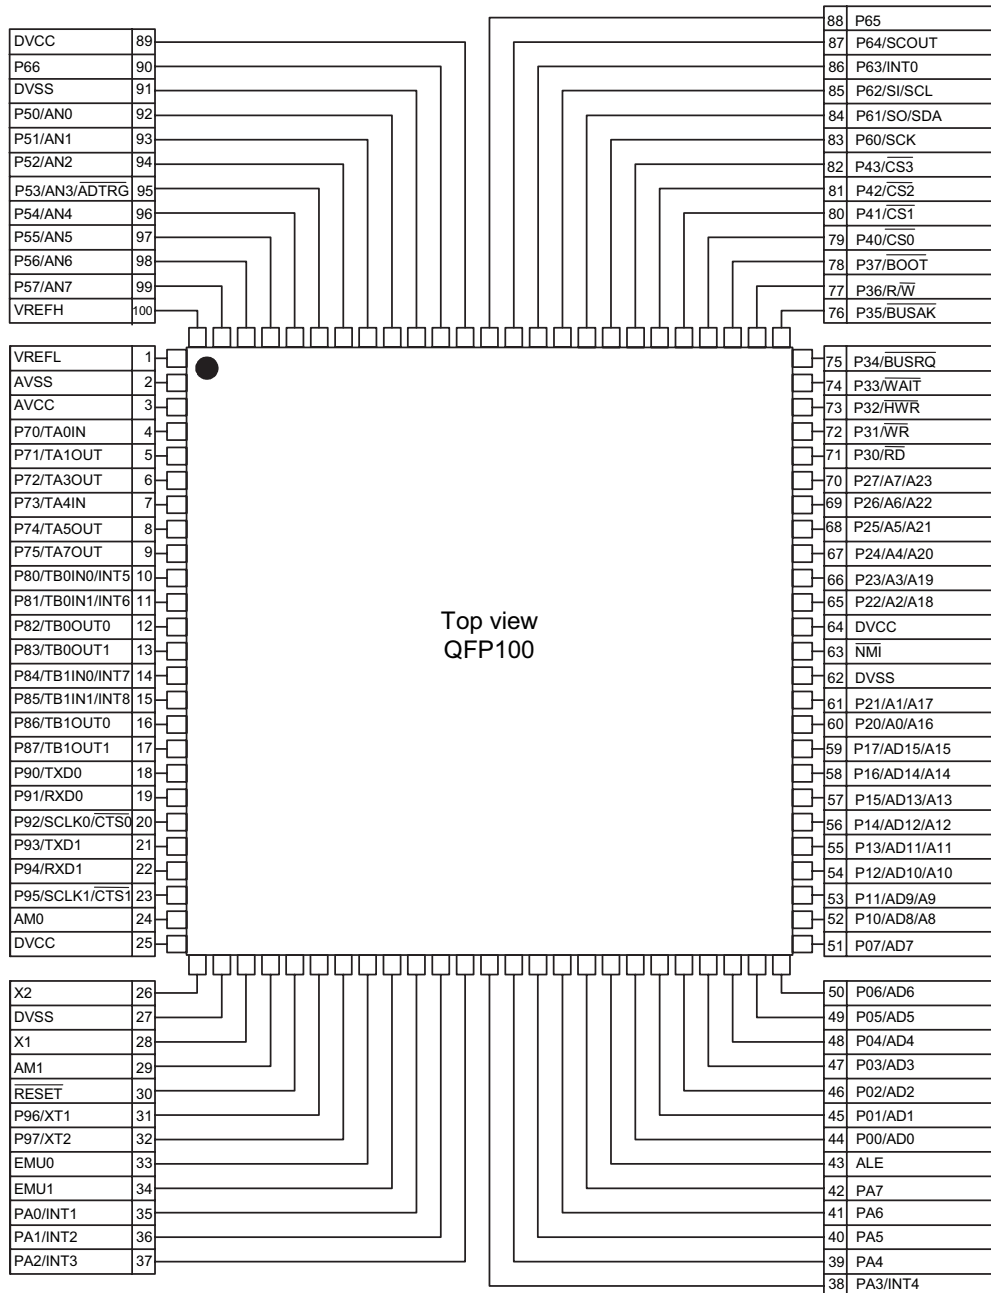 DVCC 89
P66 90
DVSS 91
P50/AN0 92
P51/AN1 93
P52/AN2 94
P53/AN3/ADTRG 95
P54/AN4 96
P55/AN5 97
P56/AN6 98
P57/AN7 99
VREFH 100
88 P65
87 P64/SCOUT
86 P63/INT0
85 P62/SI/SCL
84 P61/SO/SDA
83 P60/SCK
82 P43/CS3
81 P42/CS2
80 P41/CS1
79 P40/CS0
78 P37/BOOT
77 P36/R/W
76 P35/BUSAK
VREFL 1
AVSS 2
AVCC 3
P70/TA0IN 4
P71/TA1OUT 5
P72/TA3OUT 6
P73/TA4IN 7
P74/TA5OUT 8
P75/TA7OUT 9
P80/TB0IN0/INT5 10
P81/TB0IN1/INT6 11
P82/TB0OUT0 12
P83/TB0OUT1 13
P84/TB1IN0/INT7 14
P85/TB1IN1/INT8 15
P86/TB1OUT0 16
P87/TB1OUT1 17
P90/TXD0 18
P91/RXD0 19
P92/SCLK0/CTS0 20
P93/TXD1 21
P94/RXD1 22
P95/SCLK1/CTS1 23
AM0 24
DVCC 25
Top view
QFP100
75 P34/BUSRQ
74 P33/WAIT
73 P32/HWR
72 P31/WR
71 P30/RD
70 P27/A7/A23
69 P26/A6/A22
68 P25/A5/A21
67 P24/A4/A20
66 P23/A3/A19
65 P22/A2/A18
64 DVCC
63 NMI
62 DVSS
61 P21/A1/A17
60 P20/A0/A16
59 P17/AD15/A15
58 P16/AD14/A14
57 P15/AD13/A13
56 P14/AD12/A12
55 P13/AD11/A11
54 P12/AD10/A10
53 P11/AD9/A9
52 P10/AD8/A8
51 P07/AD7
X2 26
DVSS 27
X1 28
AM1 29
RESET 30
P96/XT1 31
P97/XT2 32
EMU0 33
EMU1 34
PA0/INT1 35
PA1/INT2 36
PA2/INT3 37
50 P06/AD6
49 P05/AD5
48 P04/AD4
47 P03/AD3
46 P02/AD2
45 P01/AD1
44 P00/AD0
43 ALE
42 PA7
41 PA6
40 PA5
39 PA4
38 PA3/INT4